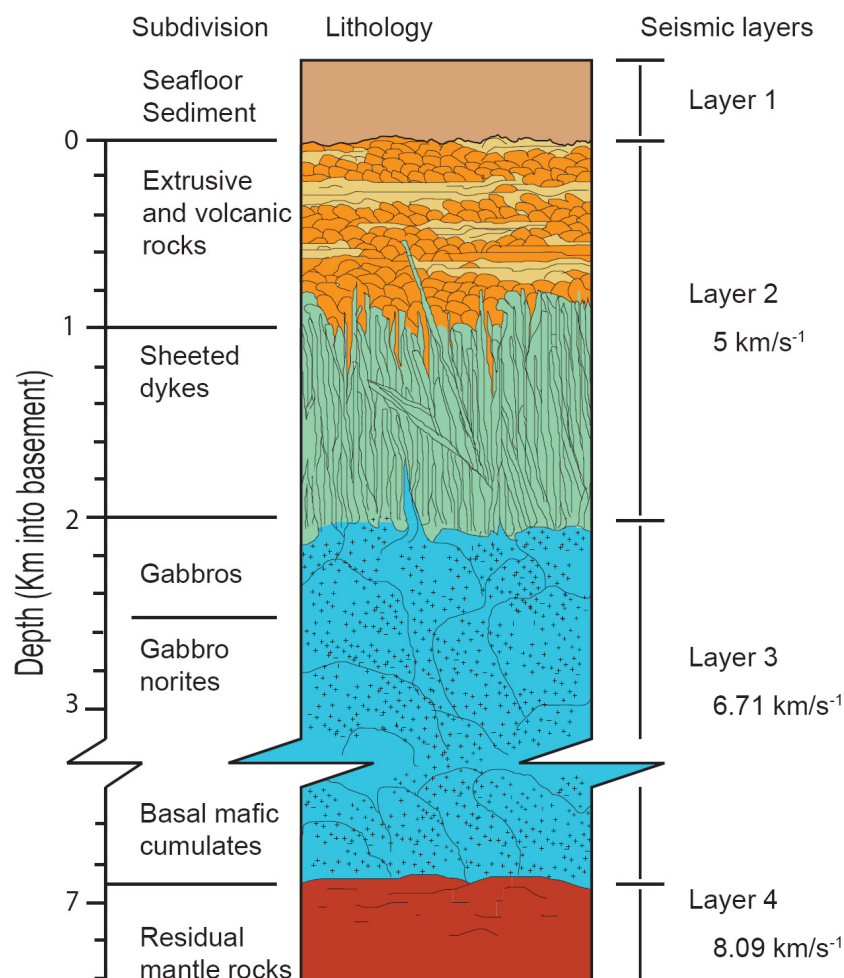 Subdivision
Lithology
Seismic layers
Seafloor
Sediment
Layer 1
0
Extrusive
and volcanic
rocks
Layer 2
5 km/s-1
1
Sheeted
dykes
Depth (Km into basement)
2
Gabbros
Gabbro
norites
Layer 3
6.71 km/s-1
3
Basal mafic
cumulates
7
Layer 4
8.09 km/s-1
Residual
mantle rocks